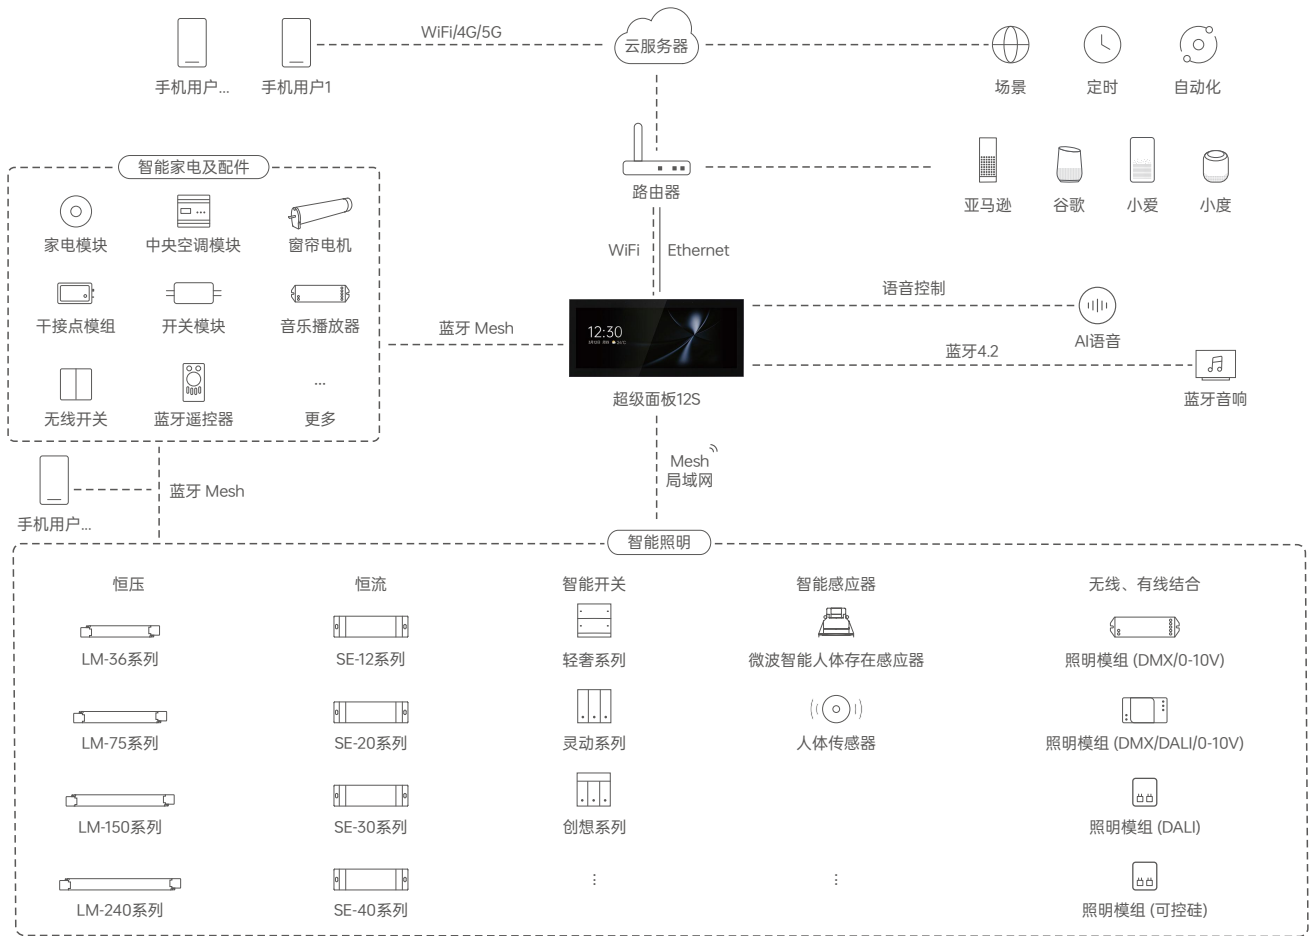 WiFi/4G/5G
云服务器
手机用户...
手机用户1
场景
定时
自动化
智能家电及配件
路由器
亚马逊
谷歌
小爱
小度
家电模块
中央空调模块
窗帘电机
WiFi
Ethernet
语音控制
干接点模组
开关模块
音乐播放器
蓝牙 Mesh
12:30
AI语音
蓝牙4.2
无线开关
蓝牙遥控器
...
更多
超级面板12S
蓝牙音响
Mesh
局域网
手机用户...
蓝牙 Mesh
智能照明
恒压
恒流
智能开关
智能感应器
无线、有线结合
LM-36系列
SE-12系列
轻奢系列
微波智能人体存在感应器
照明模组 (DMX/0-10V)
LM-75系列
SE-20系列
灵动系列
人体传感器
照明模组 (DMX/DALI/0-10V)
LM-150系列
SE-30系列
创想系列
照明模组 (DALI)
LM-240系列
SE-40系列
⋮
⋮
照明模组 (可控硅)